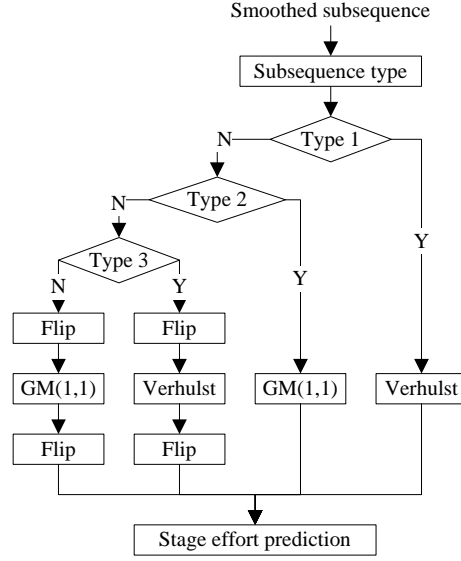 Smoothed subsequence
Subsequence type
Type 1
N
Type 2
N
Y
Type 3
Y
N
Y
Flip
Flip
GM(1,1)
Verhulst
GM(1,1)
Verhulst
Flip
Flip
Stage effort prediction